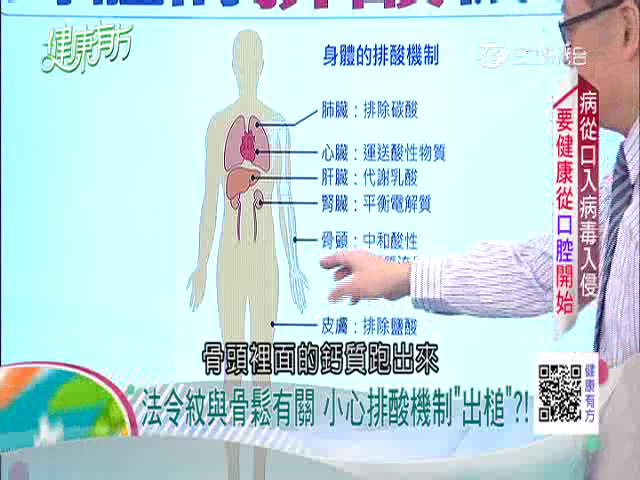 健康有方
身體的排酸機制
肺臟：排除碳酸
心臟：運送酸性物質
肝臟：代謝乳酸
腎臟：平衡電解質
骨頭：中和酸性
皮膚：排除鹽酸
病從口入病毒入侵
要健康從口腔開始
骨頭裡面的鈣質跑出來
法令紋與骨鬆有關 小心排酸機制"出槌"?!
健康有方